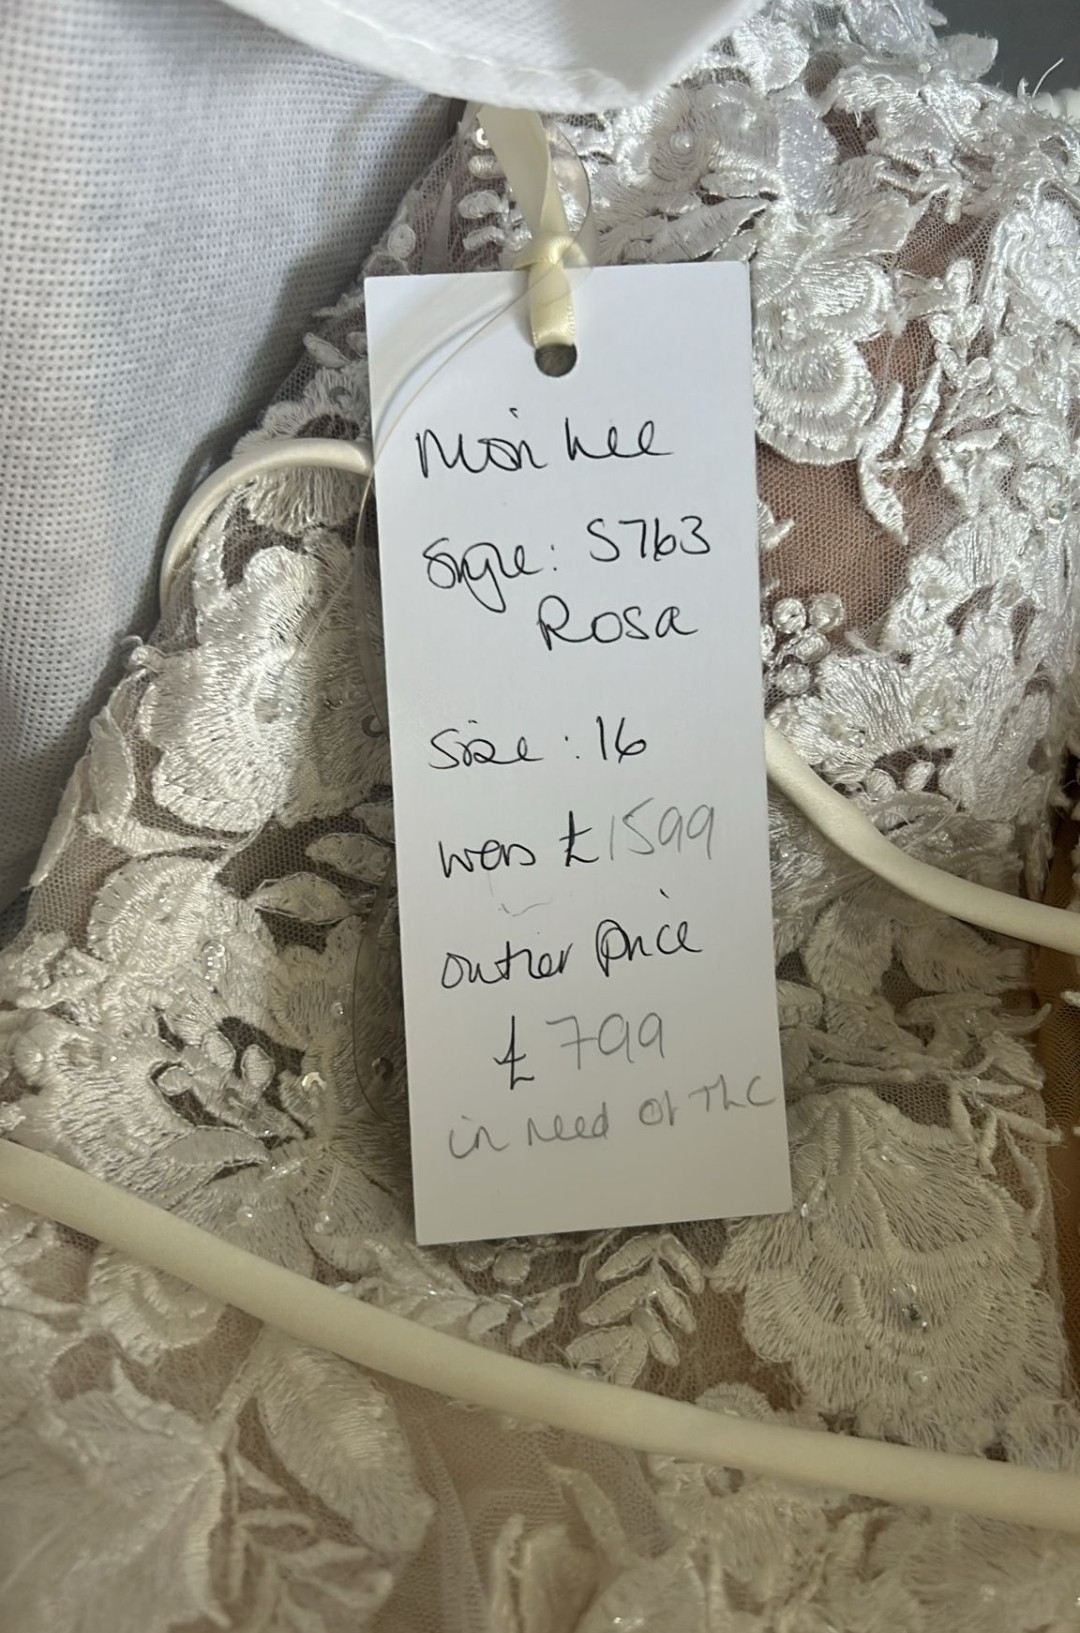 Mori Lee
Style: 5763
Rosa
Size: 16
was £1599
outlet price
£799
in need of TLC